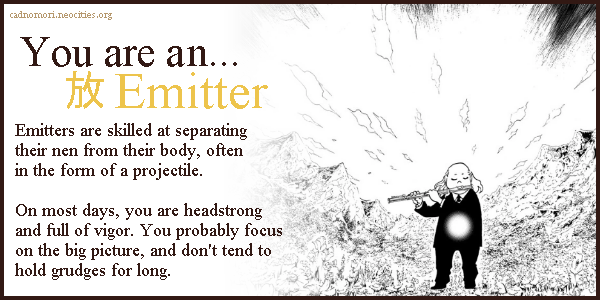 cadnomori.neocities.org
You are an...
放 Emitter
Emitters are skilled at separating
their nen from their body, often
in the form of a projectile.
On most days, you are headstrong
and full of vigor. You probably focus
on the big picture, and don't tend to
hold grudges for long.